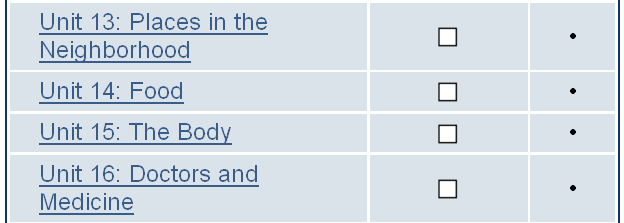 Unit 13: Places in the
Neighborhood
Unit 14: Food
Unit 15: The Body
Unit 16: Doctors and
Medicine